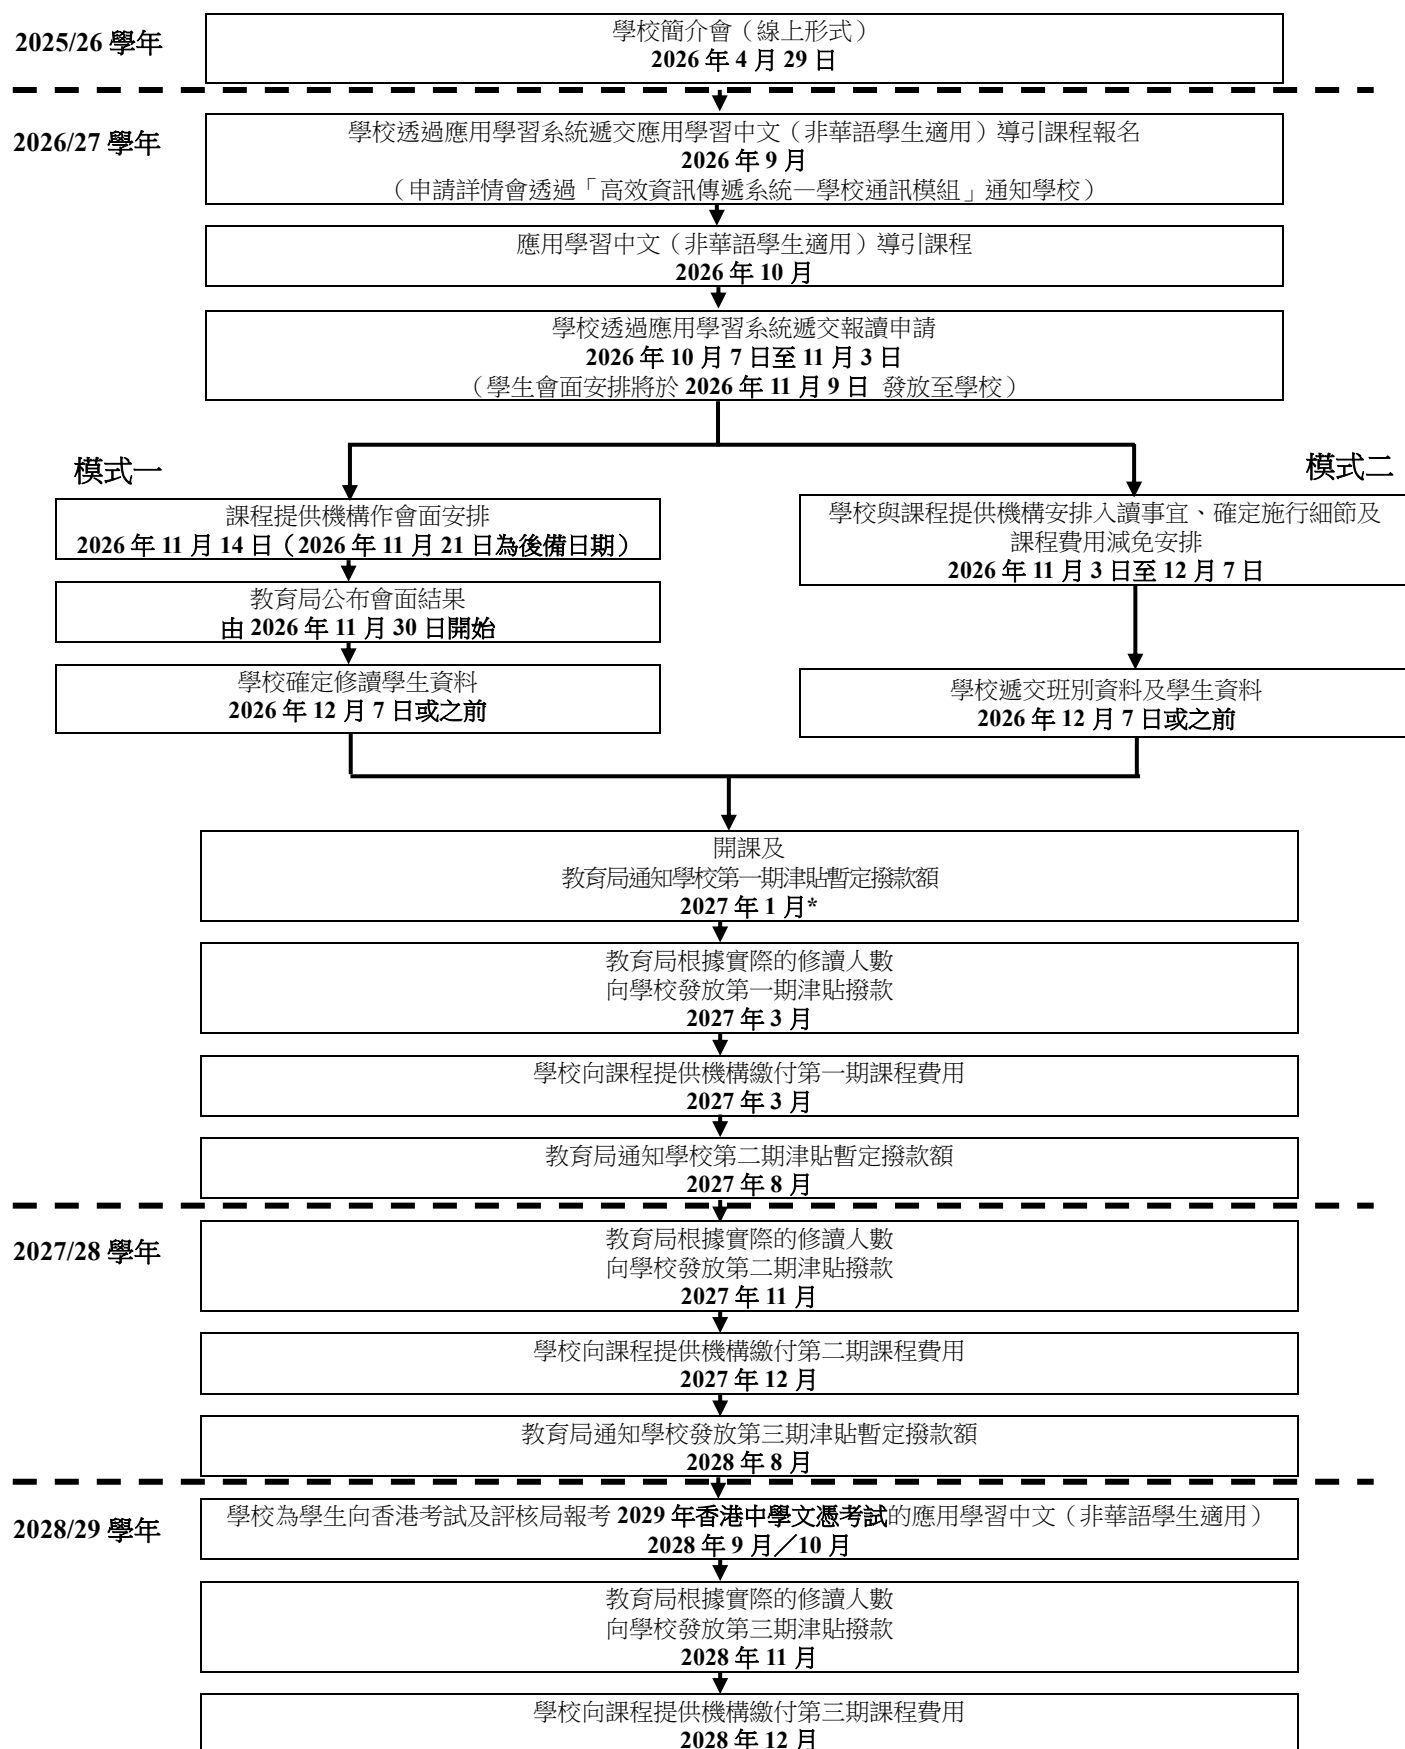 2025/26 學年
學校簡介會（線上形式）
2026 年 4 月 29 日
2026/27 學年
學校透過應用學習系統遞交應用學習中文（非華語學生適用）導引課程報名
2026 年 9 月
（申請詳情會透過「高效資訊傳遞系統—學校通訊模組」通知學校）
應用學習中文（非華語學生適用）導引課程
2026 年 10 月
學校透過應用學習系統遞交報讀申請
2026 年 10 月 7 日至 11 月 3 日
（學生會面安排將於 2026 年 11 月 9 日 發放至學校）
模式一
課程提供機構作會面安排
2026 年 11 月 14 日（2026 年 11 月 21 日為後備日期）
教育局公布會面結果
由 2026 年 11 月 30 日開始
學校確定修讀學生資料
2026 年 12 月 7 日或之前
模式二
學校與課程提供機構安排入讀事宜、確定施行細節及
課程費用減免安排
2026 年 11 月 3 日至 12 月 7 日
學校遞交班別資料及學生資料
2026 年 12 月 7 日或之前
開課及
教育局通知學校第一期津貼暫定撥款額
2027 年 1 月*
教育局根據實際的修讀人數
向學校發放第一期津貼撥款
2027 年 3 月
學校向課程提供機構繳付第一期課程費用
2027 年 3 月
教育局通知學校第二期津貼暫定撥款額
2027 年 8 月
2027/28 學年
教育局根據實際的修讀人數
向學校發放第二期津貼撥款
2027 年 11 月
學校向課程提供機構繳付第二期課程費用
2027 年 12 月
教育局通知學校發放第三期津貼暫定撥款額
2028 年 8 月
2028/29 學年
學校為學生向香港考試及評核局報考 2029 年香港中學文憑考試的應用學習中文（非華語學生適用）
2028 年 9 月／10 月
教育局根據實際的修讀人數
向學校發放第三期津貼撥款
2028 年 11 月
學校向課程提供機構繳付第三期課程費用
2028 年 12 月